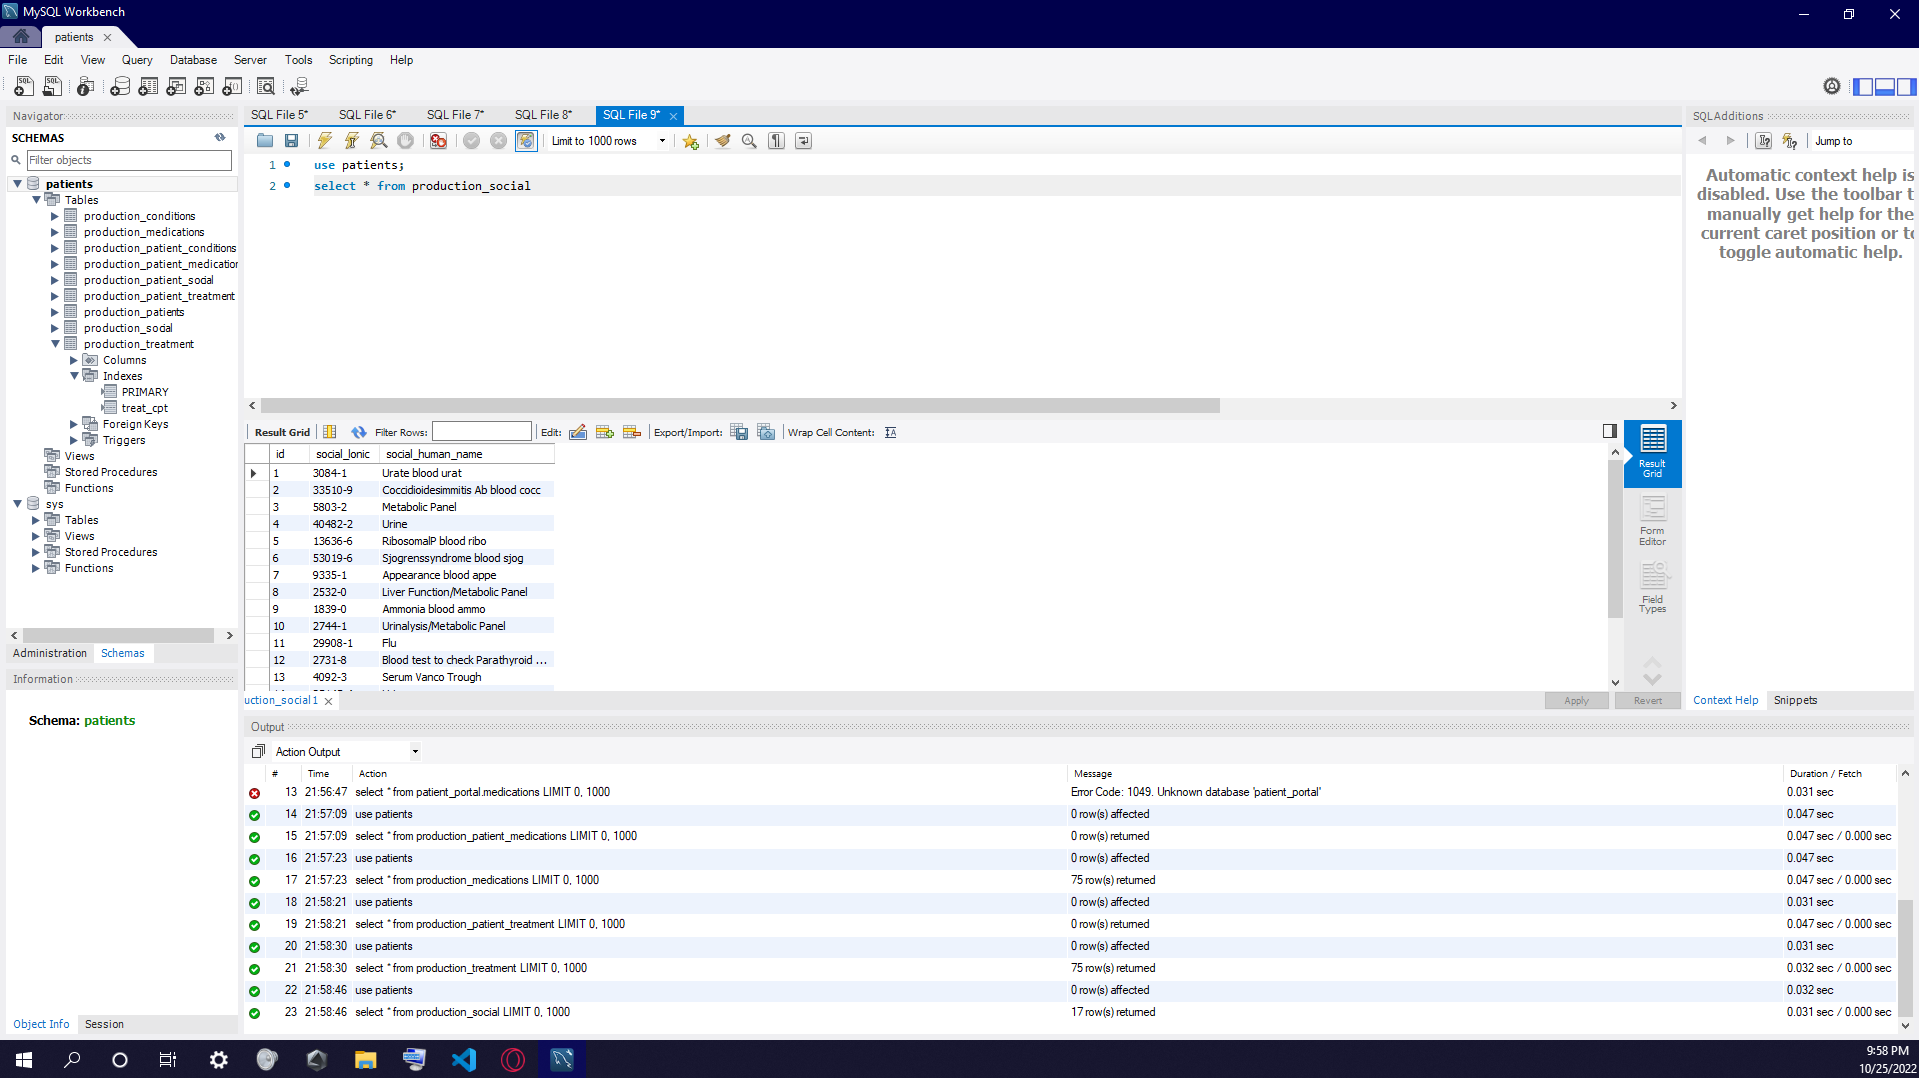 MySQL Workbench
patients
File Edit View Query Database Server Tools Scripting Help
Navigator
SCHEMAS
Filter objects
patients
Tables
production_conditions
production_medications
production_patient_conditions
production_patient_medication
production_patient_social
production_patient_treatment
production_patients
production_social
production_treatment
Columns
Indexes
PRIMARY
treat_cpt
Foreign Keys
Triggers
Views
Stored Procedures
Functions
sys
Tables
Views
Stored Procedures
Functions
Administration Schemas
Information
Schema: patients
Object Info Session
SQL File 5* SQL File 6* SQL File 7* SQL File 8* SQL File 9*
Limit to 1000 rows
1 use patients;
2 select * from production_social
Result Grid Filter Rows: Edit: Export/Import: Wrap Cell Content:
id social_lonic social_human_name
1 3084-1 Urate blood urat
2 33510-9 Coccidioidesimmitis Ab blood cocc
3 5803-2 Metabolic Panel
4 40482-2 Urine
5 13636-6 RibosomalP blood ribo
6 53019-6 Sjogrenssyndrome blood sjog
7 9335-1 Appearance blood appe
8 2532-0 Liver Function/Metabolic Panel
9 1839-0 Ammonia blood ammo
10 2744-1 Urinalysis/Metabolic Panel
11 29908-1 Flu
12 2731-8 Blood test to check Parathyroid ...
13 4092-3 Serum Vanco Trough
Result Grid
Form Editor
Field Types
uction_social 1
Apply Revert
SQLAdditions
Jump to
Automatic context help is
disabled. Use the toolbar t
manually get help for the
current caret position or to
toggle automatic help.
Context Help Snippets
Output
Action Output
# Time Action Message Duration / Fetch
13 21:56:47 select * from patient_portal.medications LIMIT 0, 1000 Error Code: 1049. Unknown database 'patient_portal' 0.031 sec
14 21:57:09 use patients 0 row(s) affected 0.047 sec
15 21:57:09 select * from production_patient_medications LIMIT 0, 1000 0 row(s) returned 0.047 sec / 0.000 sec
16 21:57:23 use patients 0 row(s) affected 0.047 sec
17 21:57:23 select * from production_medications LIMIT 0, 1000 75 row(s) returned 0.047 sec / 0.000 sec
18 21:58:21 use patients 0 row(s) affected 0.031 sec
19 21:58:21 select * from production_patient_treatment LIMIT 0, 1000 0 row(s) returned 0.047 sec / 0.000 sec
20 21:58:30 use patients 0 row(s) affected 0.031 sec
21 21:58:30 select * from production_treatment LIMIT 0, 1000 75 row(s) returned 0.032 sec / 0.000 sec
22 21:58:46 use patients 0 row(s) affected 0.032 sec
23 21:58:46 select * from production_social LIMIT 0, 1000 17 row(s) returned 0.031 sec / 0.000 sec
9:58 PM
10/25/2022